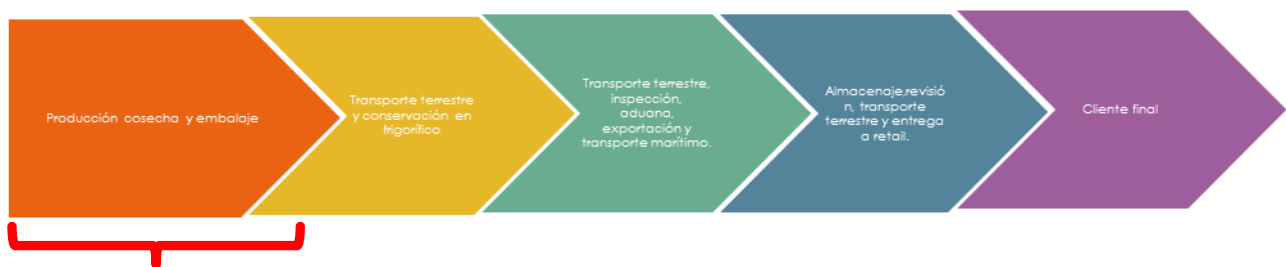 Producción cosecha y embalaje
Transporte terrestre
y conservación en
frigorífico
Transporte terrestre,
inspección,
aduana,
exportación y
transporte marítimo.
Almacenaje,revisió
n, transporte
terrestre y entrega
a retail.
Cliente final